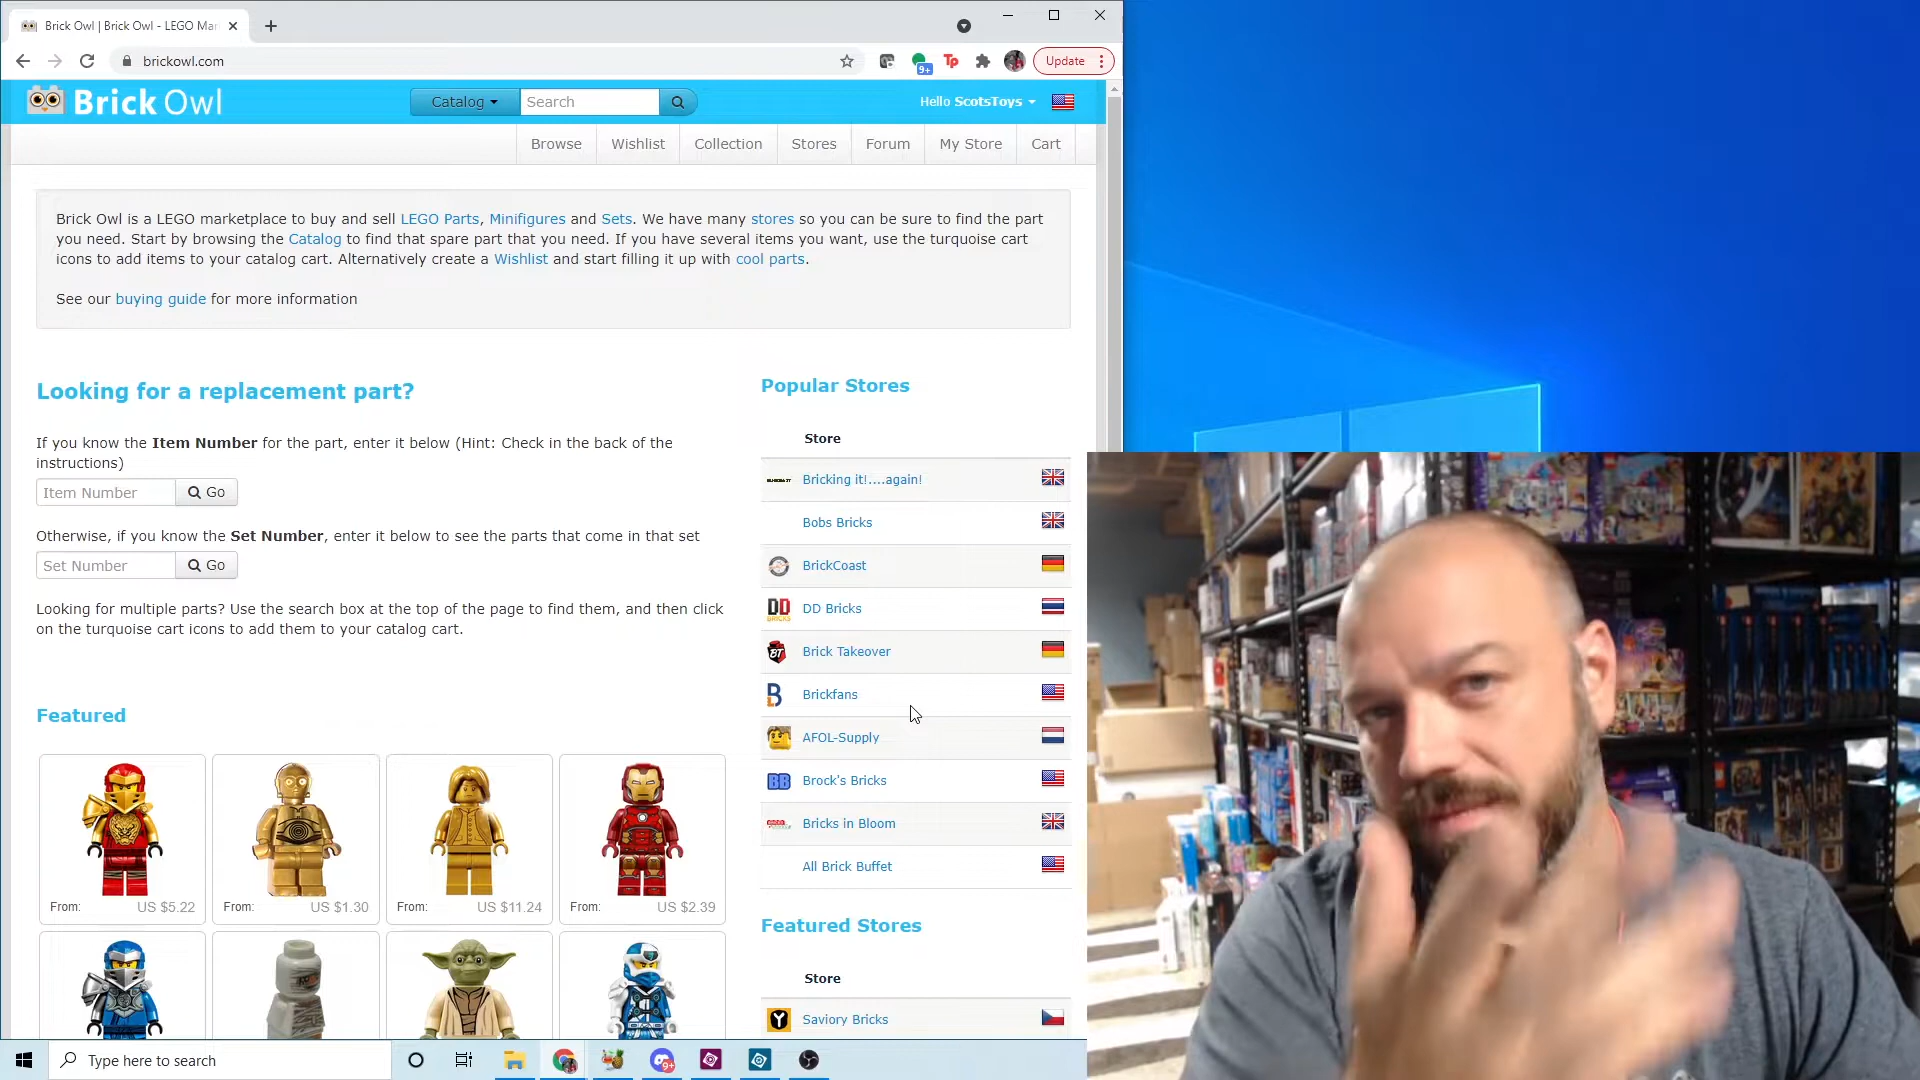 Brick Owl | Brick Owl - LEGO Mar
brickowl.com
Update
9+
Tp
Brick Owl
Catalog
Search
Hello ScotsToys
Browse
Wishlist
Collection
Stores
Forum
My Store
Cart
Brick Owl is a LEGO marketplace to buy and sell LEGO Parts, Minifigures and Sets. We have many stores so you can be sure to find the part
you need. Start by browsing the Catalog to find that spare part that you need. If you have several items you want, use the turquoise cart
icons to add items to your catalog cart. Alternatively create a Wishlist and start filling it up with cool parts.
See our buying guide for more information
Looking for a replacement part?
If you know the Item Number for the part, enter it below (Hint: Check in the back of the
instructions)
Item Number
Go
Otherwise, if you know the Set Number, enter it below to see the parts that come in that set
Set Number
Go
Looking for multiple parts? Use the search box at the top of the page to find them, and then click
on the turquoise cart icons to add them to your catalog cart.
Featured
From: US $5.22
From: US $1.30
From: US $11.24
From: US $2.39
Popular Stores
Store
Bricking it!....again!
Bobs Bricks
BrickCoast
DD BRICKS
DD Bricks
BT
Brick Takeover
B
Brickfans
AFOL-Supply
BB
Brock's Bricks
Bricks in Bloom
All Brick Buffet
Featured Stores
Store
Y
Saviory Bricks
Type here to search
9+